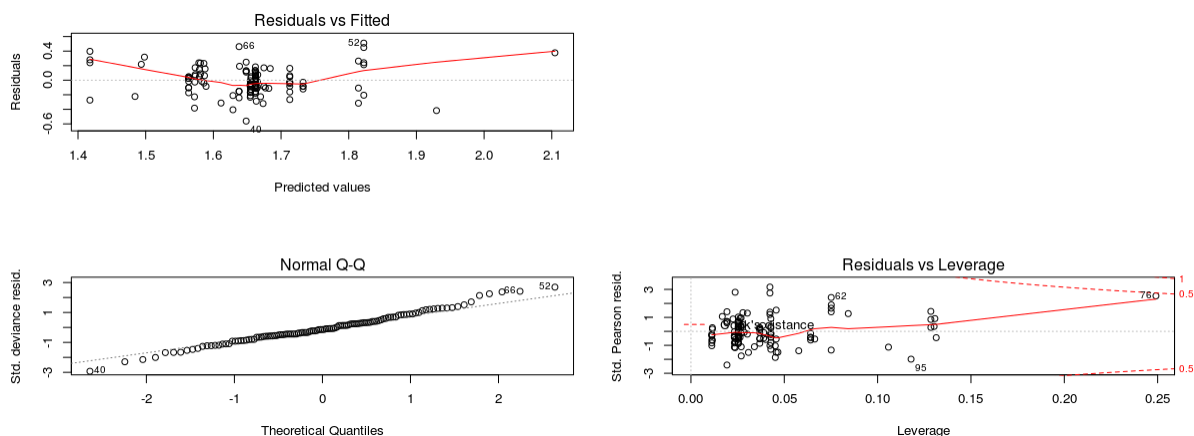 Residuals vs Fitted
Residuals
0.4
0.0
-0.6
66
52
40
1.4 1.5 1.6 1.7 1.8 1.9 2.0 2.1
Predicted values
Normal Q-Q
Std. deviance resid.
3
1
-1
-3
66
52
40
-2 -1 0 1 2
Theoretical Quantiles
Residuals vs Leverage
Std. Pearson resid.
3
1
-1
-3
62
76
95
Cook's distance
1
0.5
0.5
0.00 0.05 0.10 0.15 0.20 0.25
Leverage